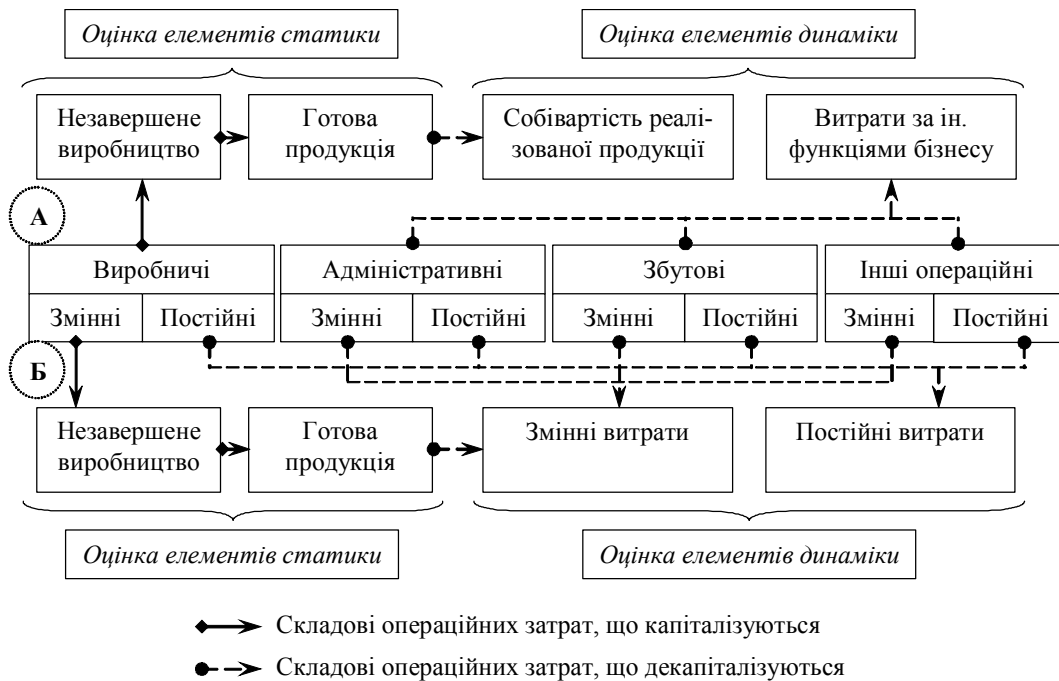 Оцінка елементів статики
Оцінка елементів динаміки
Незавершене
виробництво
Готова
продукція
Собівартість реалі-
зованої продукції
Витрати за ін.
функціями бізнесу
А
Виробничі
Адміністративні
Збутові
Інші операційні
Змінні
Постійні
Змінні
Постійні
Змінні
Постійні
Змінні
Постійні
Б
Незавершене
виробництво
Готова
продукція
Змінні витрати
Постійні витрати
Оцінка елементів статики
Оцінка елементів динаміки
Складові операційних затрат, що капіталізуються
Складові операційних затрат, що декапіталізуються